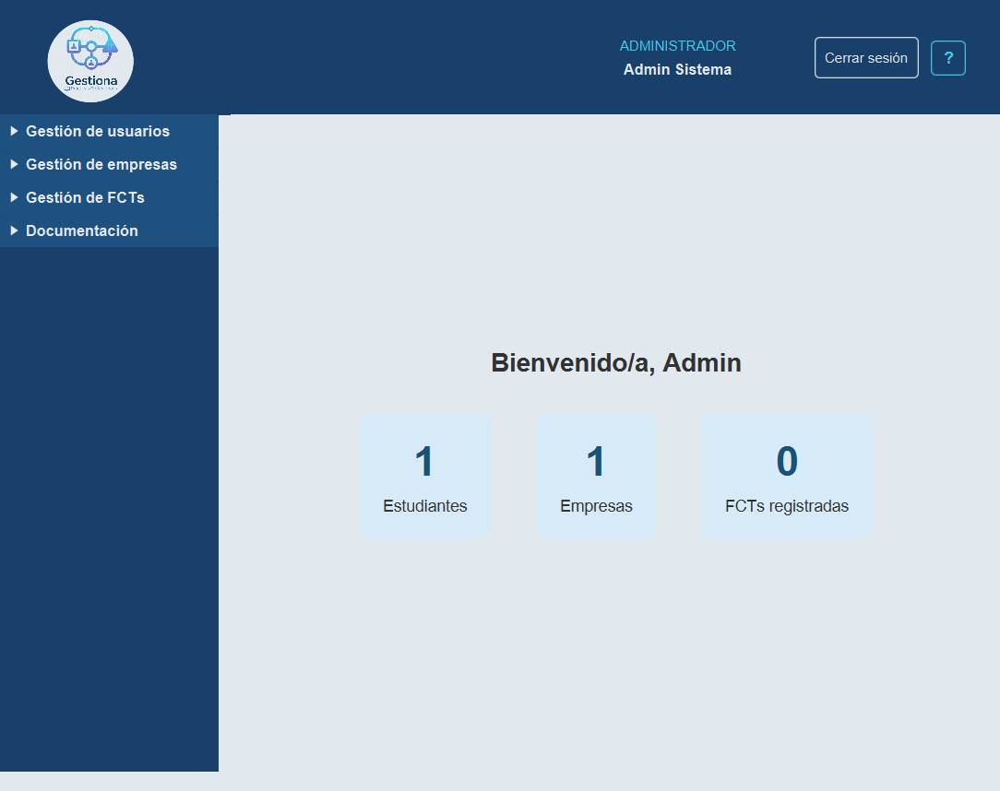 Gestiona
ADMINISTRADOR
Admin Sistema
Cerrar sesión
?
Gestión de usuarios
Gestión de empresas
Gestión de FCTs
Documentación
Bienvenido/a, Admin
1
Estudiantes
1
Empresas
0
FCTs registradas